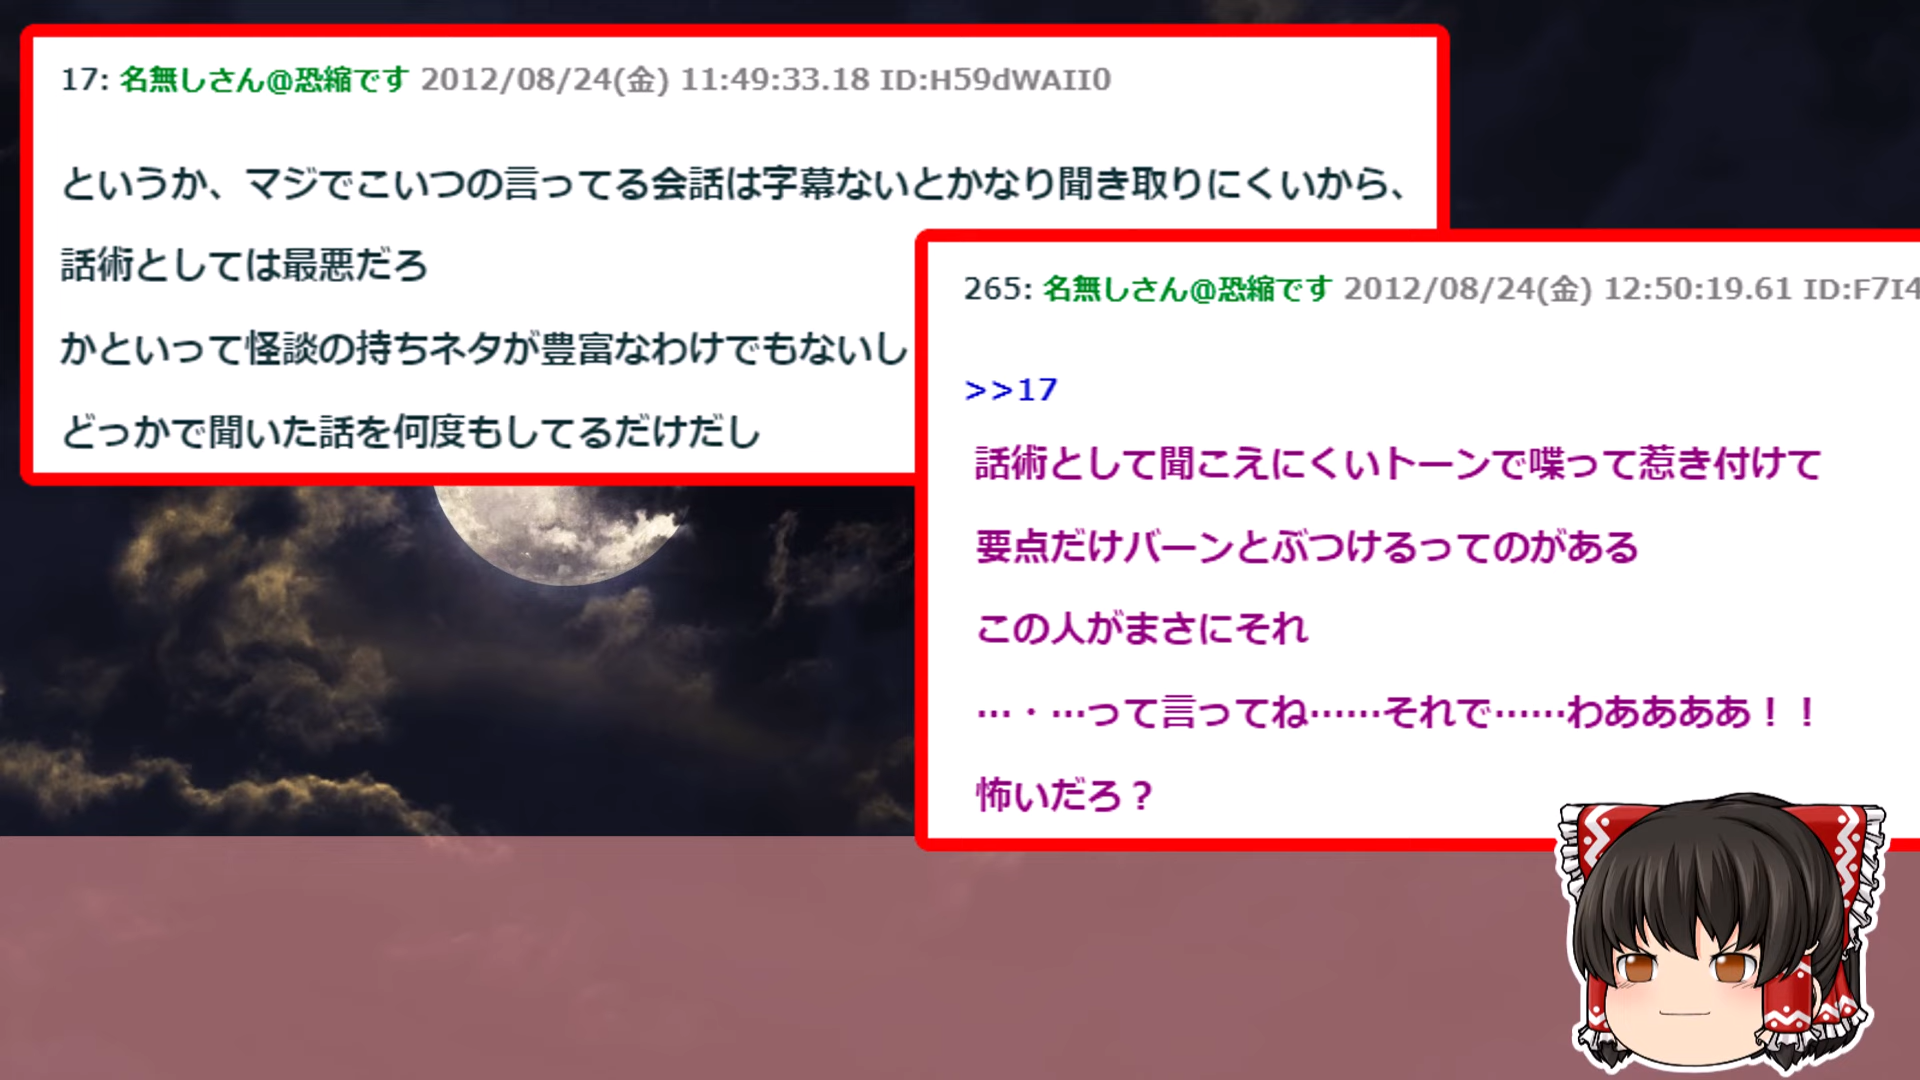 17: 名無しさん@恐縮です 2012/08/24(金) 11:49:33.18 ID:H59dWAII0
というか、マジでこいつの言ってる会話は字幕ないとかなり聞き取りにくいから、
話術としては最悪だろ
かといって怪談の持ちネタが豊富なわけでもないし
どっかで聞いた話を何度もしてるだけだし
265: 名無しさん@恐縮です 2012/08/24(金) 12:50:19.61 ID:F7I4
>>17
話術として聞こえにくいトーンで喋って惹き付けて
要点だけバーンとぶつけるってのがある
この人がまさにそれ
…・…って言ってね……それで……わああああ！！
怖いだろ？